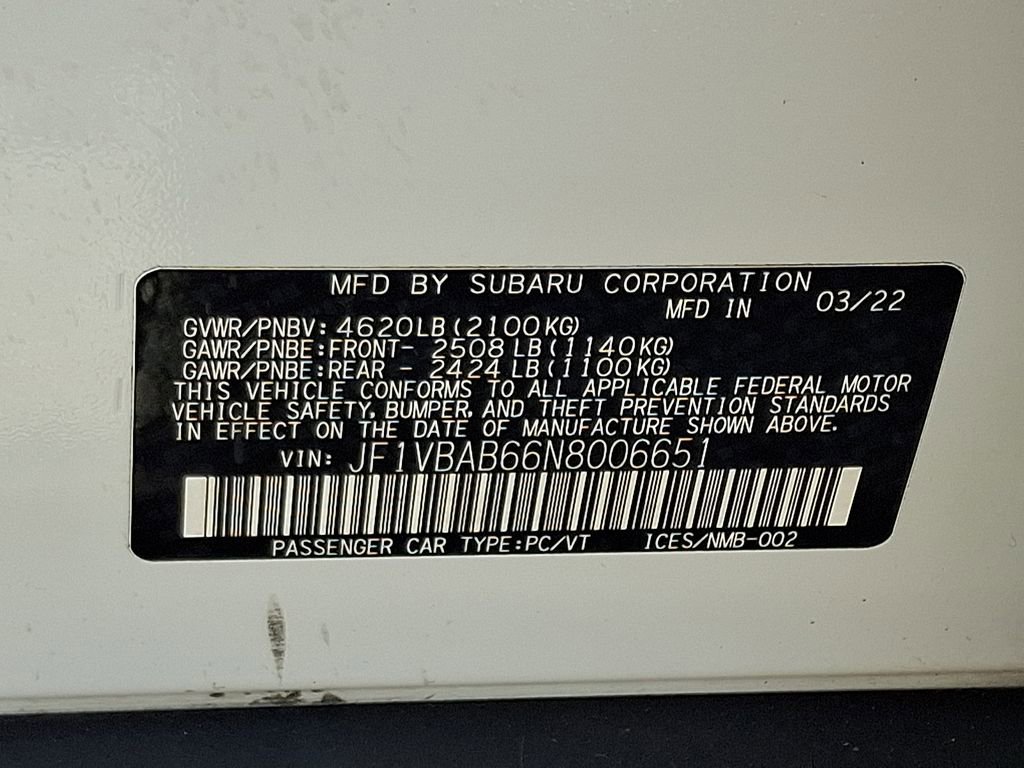 MFD BY SUBARU CORPORATION
MFD IN 03/22
GVWR/PNBV: 4620LB(2100KG)
GAWR/PNBE:FRONT- 2508 LB(1140KG)
GAWR/PNBE:REAR - 2424 LB(1100KG)
THIS VEHICLE CONFORMS TO ALL APPLICABLE FEDERAL MOTOR
VEHICLE SAFETY, BUMPER, AND THEFT PREVENTION STANDARDS
IN EFFECT ON THE DATE OF MANUFACTURE SHOWN ABOVE.
VIN: JF1VBAB66N8006651
PASSENGER CAR TYPE:PC/VT ICES/NMB-002